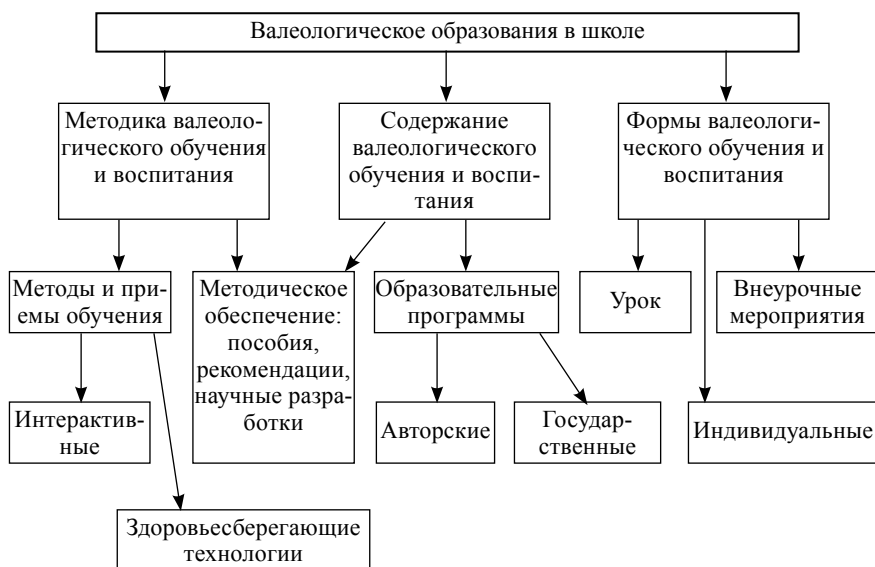 Валеологическое образования в школе
Методика валеоло-
гического обучения
и воспитания
Содержание
валеологического
обучения и воспи-
тания
Формы валеологи-
ческого обучения и
воспитания
Методы и при-
емы обучения
Методическое
обеспечение:
пособия,
рекомендации,
научные разра-
ботки
Образовательные
программы
Урок
Внеурочные
мероприятия
Интерактив-
ные
Авторские
Государ-
ственные
Индивидуальные
Здоровьесберегающие
технологии